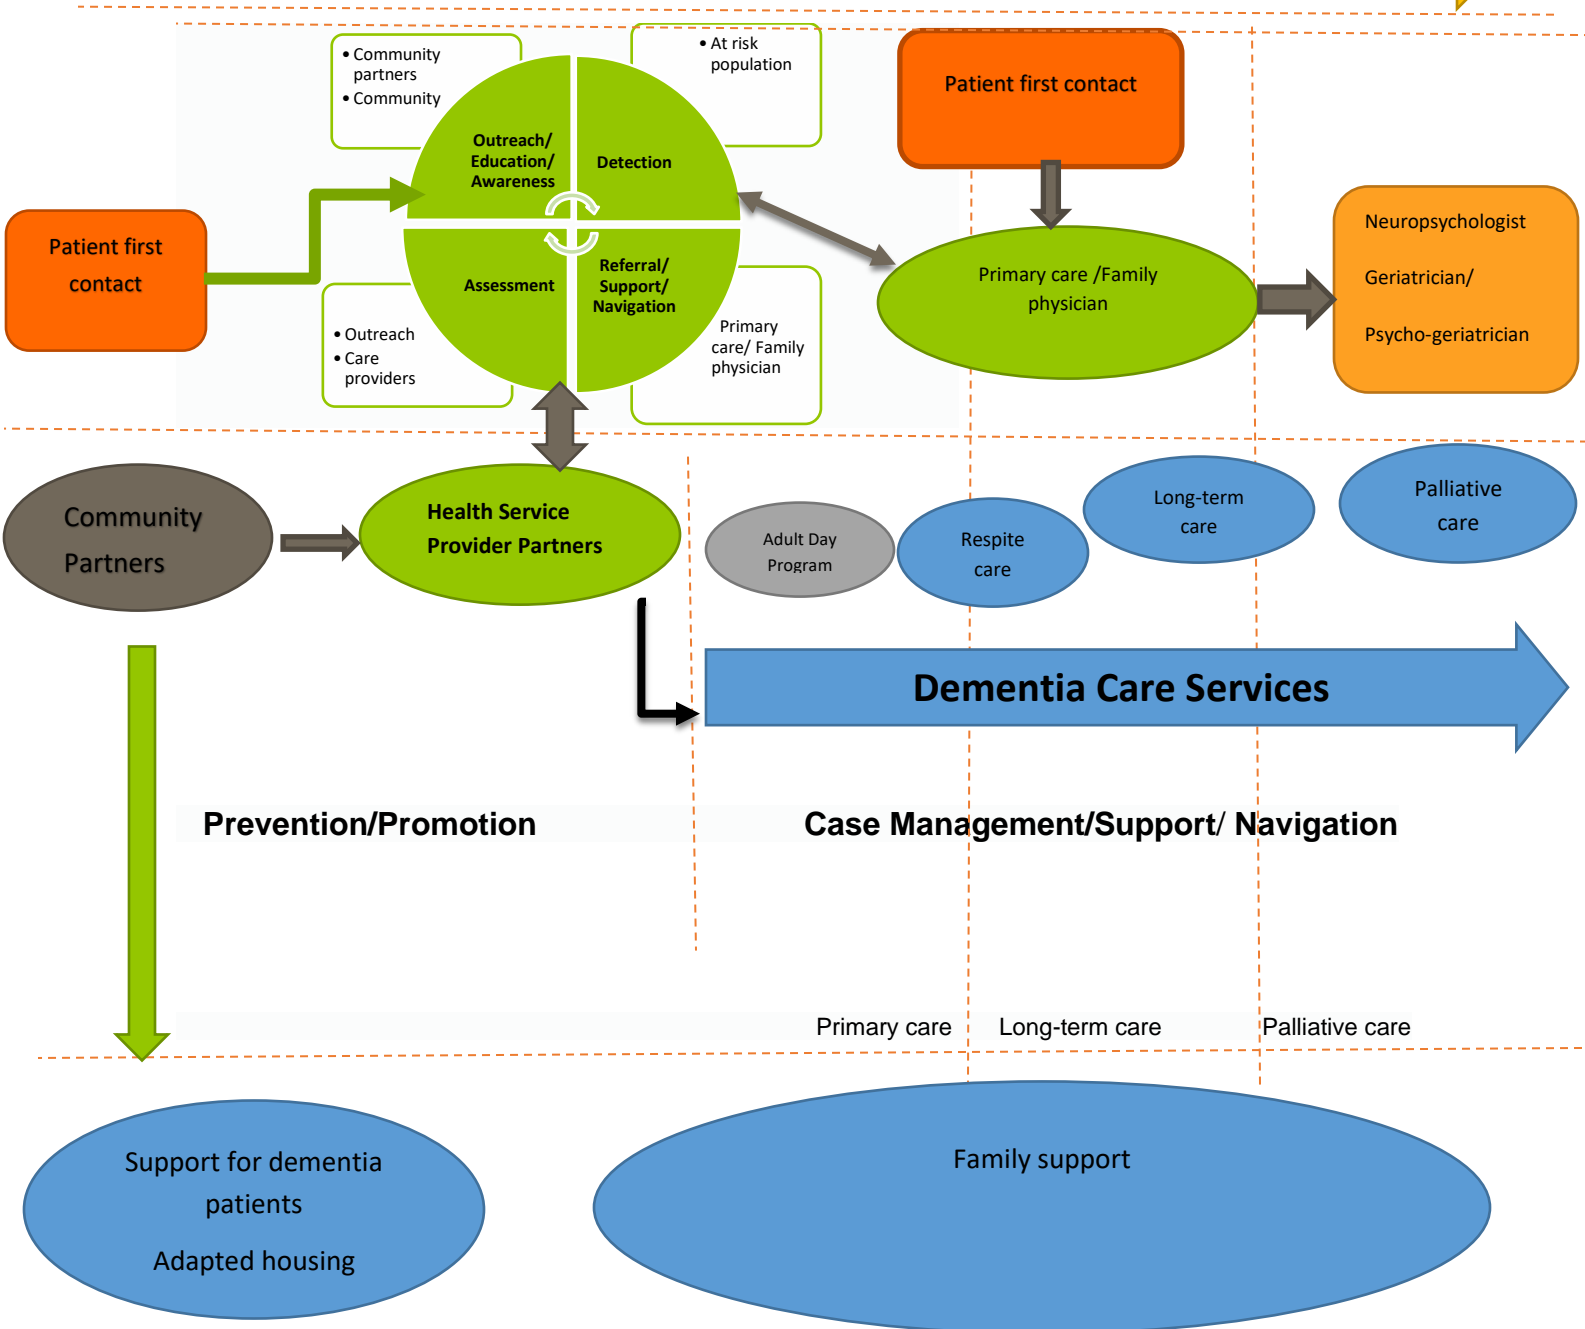 • Community
partners
• Community
• At risk
population
Patient first contact
Outreach/
Education/
Awareness
Detection
Patient first
contact
Assessment
Referral/
Support/
Navigation
• Outreach
• Care
providers
Primary
care/ Family
physician
Primary care /Family
physician
Neuropsychologist
Geriatrician/
Psycho-geriatrician
Community
Partners
Health Service
Provider Partners
Adult Day
Program
Respite
care
Long-term
care
Palliative
care
Dementia Care Services
Prevention/Promotion
Case Management/Support/ Navigation
Primary care
Long-term care
Palliative care
Support for dementia
patients
Adapted housing
Family support